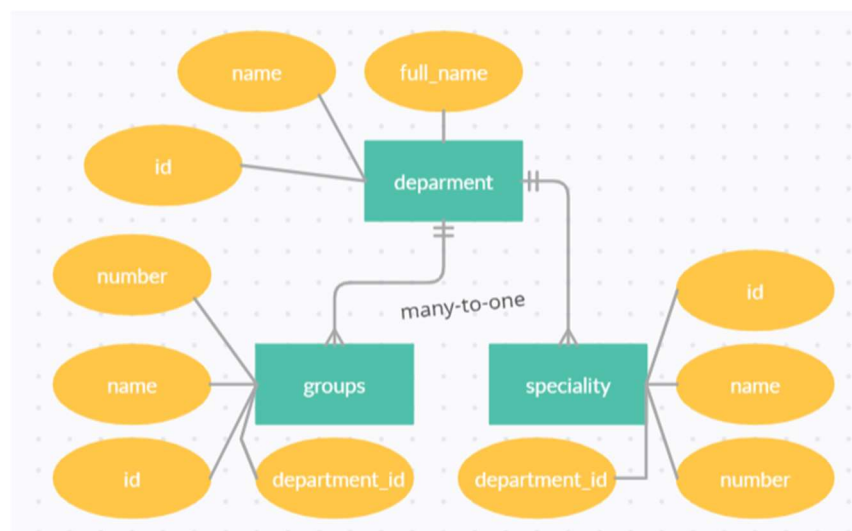 name
full_name
id
deparment
number
many-to-one
id
name
groups
speciality
name
id
department_id
department_id
number